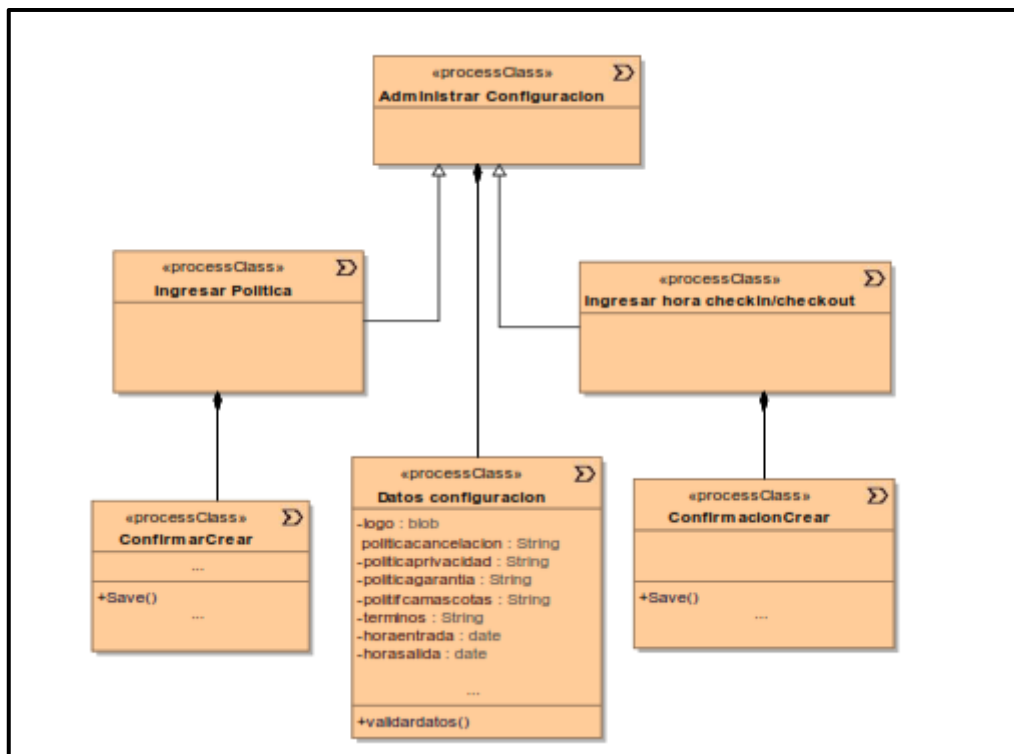 «processClass»
Administrar Configuracion
«processClass»
Ingresar Politica
«processClass»
Ingresar hora checkin/checkout
«processClass»
ConfirmarCrear
...
+Save()
...
«processClass»
Datos configuracion
-logo : blob
politicacancelacion : String
-politicaprivacidad : String
-politicagarantia : String
-politifcamascotas : String
-terminos : String
-horaentrada : date
-horasalida : date
...
+validardatos()
«processClass»
ConfirmacionCrear
+Save()
...